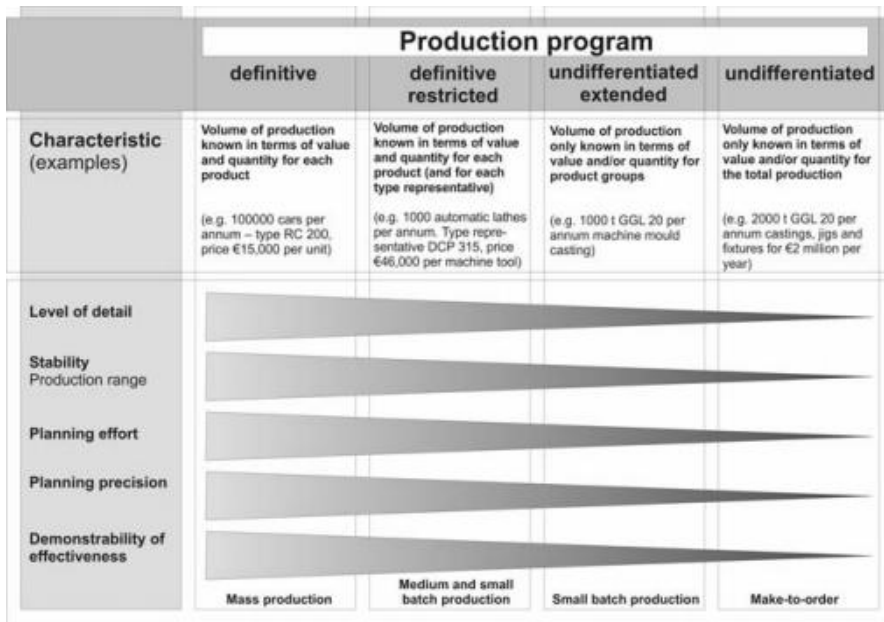 Production program
definitive
definitive
restricted
undifferentiated
extended
undifferentiated
Characteristic
(examples)
Volume of production
known in terms of value
and quantity for each
product
(e.g. 100000 cars per
annum – type RC 200,
price €15,000 per unit)
Volume of production
known in terms of value
and quantity for each
product (and for each
type representative)
(e.g. 1000 automatic lathes
per annum. Type repre-
sentative DCP 315, price
€46,000 per machine tool)
Volume of production
only known in terms of
value and/or quantity for
product groups
(e.g. 1000 t GGL 20 per
annum machine mould
casting)
Volume of production
only known in terms of
value and/or quantity for
the total production
(e.g. 2000 t GGL 20 per
annum castings, jigs and
fixtures for €2 million per
year)
Level of detail
Stability
Production range
Planning effort
Planning precision
Demonstrability of
effectiveness
Mass production
Medium and small
batch production
Small batch production
Make-to-order